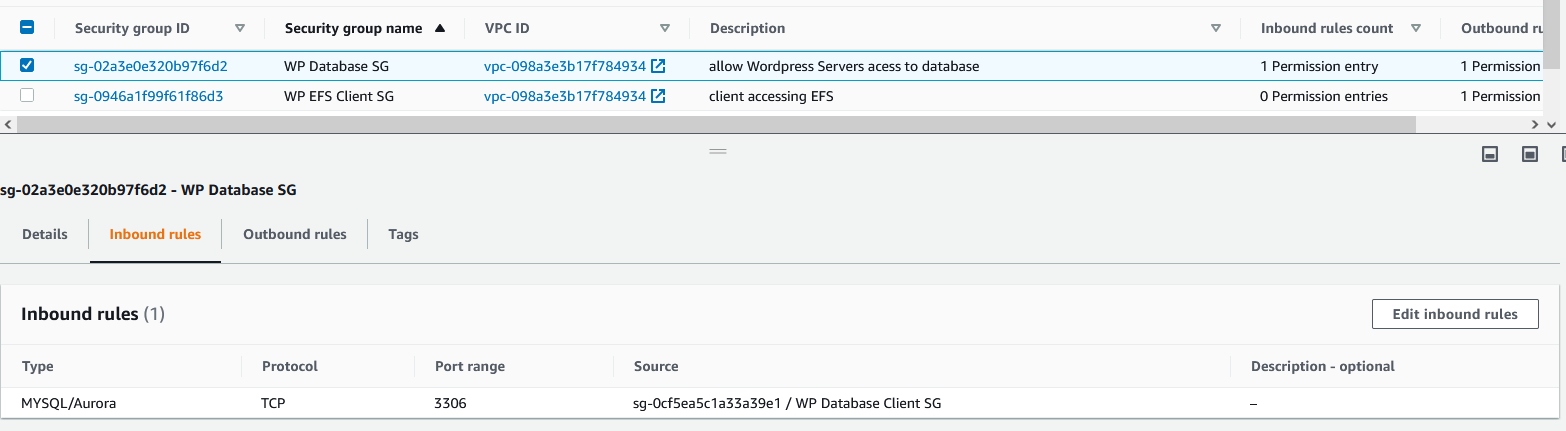 Security group ID Security group name VPC ID Description Inbound rules count Outbound ru
sg-02a3e0e320b97f6d2 WP Database SG vpc-098a3e3b17f784934 allow Wordpress Servers acess to database 1 Permission entry 1 Permission
sg-0946a1f99f61f86d3 WP EFS Client SG vpc-098a3e3b17f784934 client accessing EFS 0 Permission entries 1 Permission
sg-02a3e0e320b97f6d2 - WP Database SG
Details Inbound rules Outbound rules Tags
Inbound rules (1) Edit inbound rules
Type Protocol Port range Source Description - optional
MYSQL/Aurora TCP 3306 sg-0cf5ea5c1a33a39e1 / WP Database Client SG –